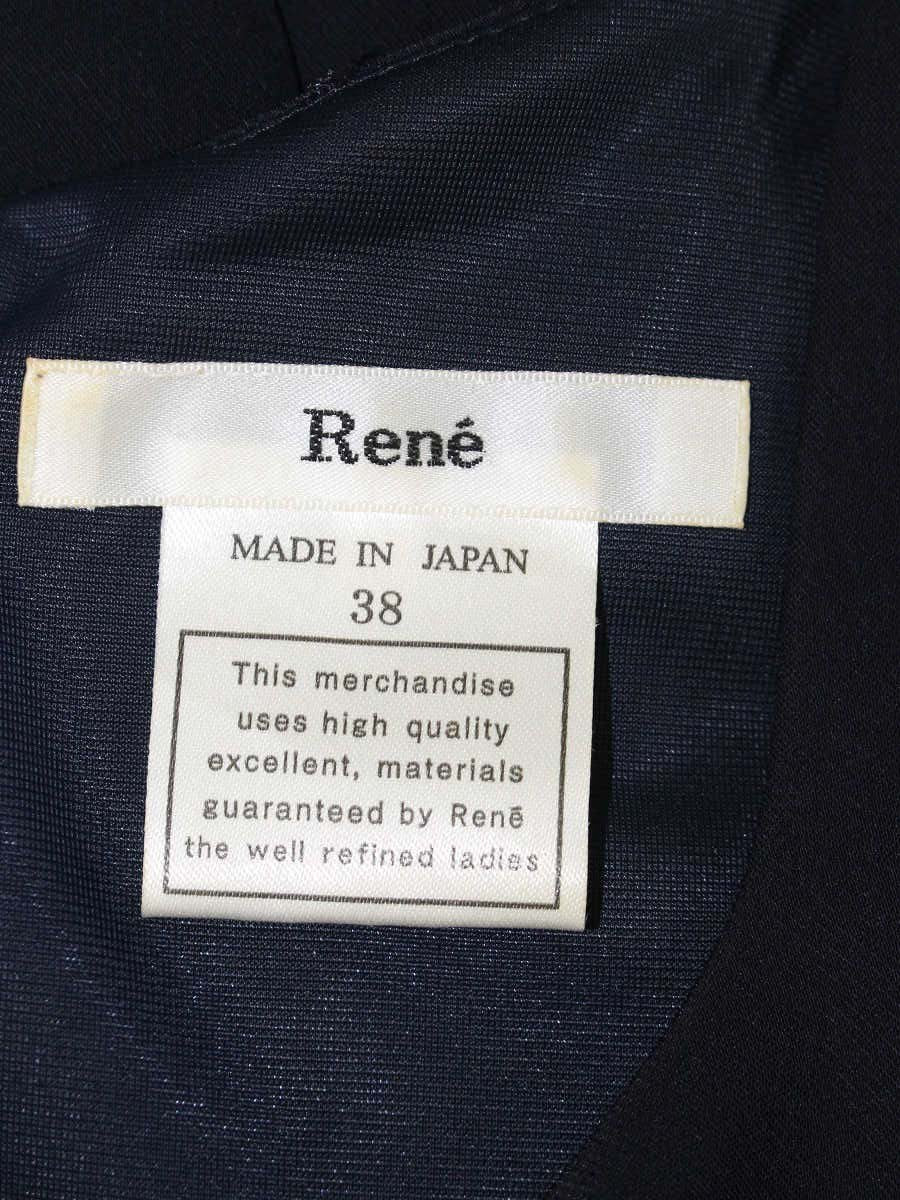 René
MADE IN JAPAN
38
This merchandise
uses high quality
excellent, materials
guaranteed by Renē
the well refined ladies